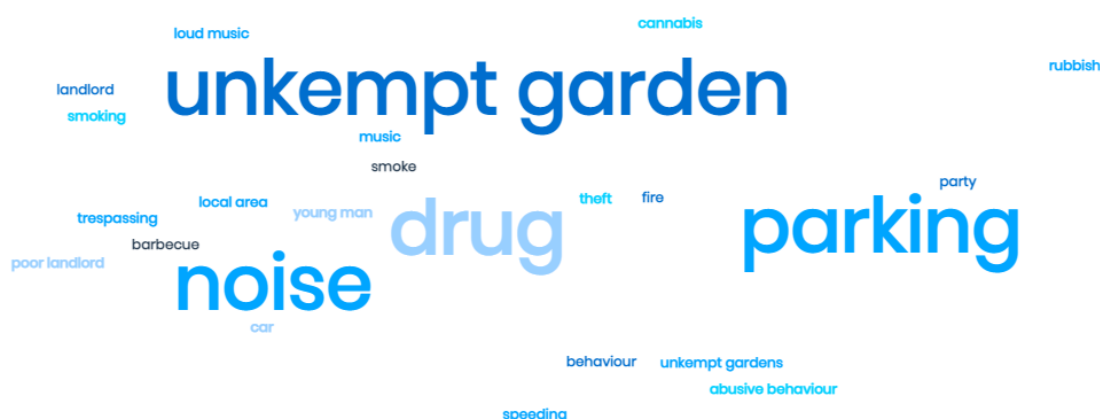 cannabis
loud music
rubbish
unkempt garden
landlord
smoking
music
smoke
party
theft
fire
local area
young man
trespassing
drug
parking
barbecue
poor landlord
noise
car
behaviour
unkempt gardens
abusive behaviour
speeding